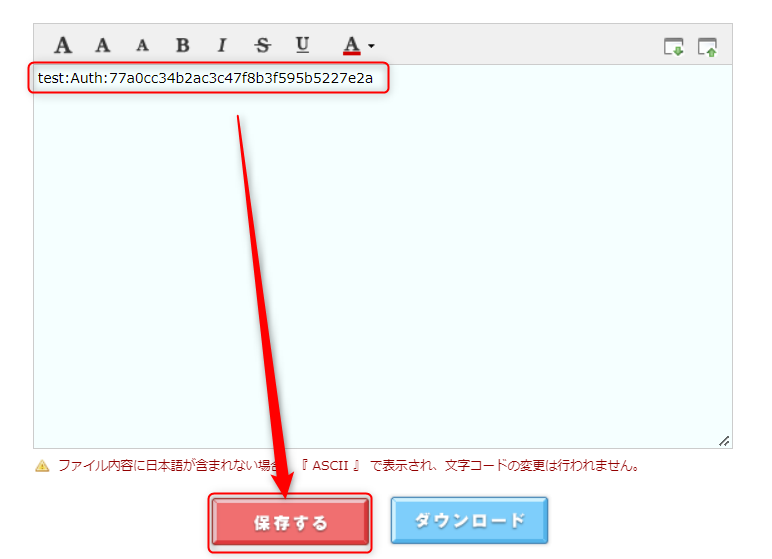 A A A B I S U A
test:Auth:77a0cc34b2ac3c47f8b3f595b5227e2a
ファイル内容に日本語が含まれない場合、『 ASCII 』 で表示され、文字コードの変更は行われません。
保存する ダウンロード